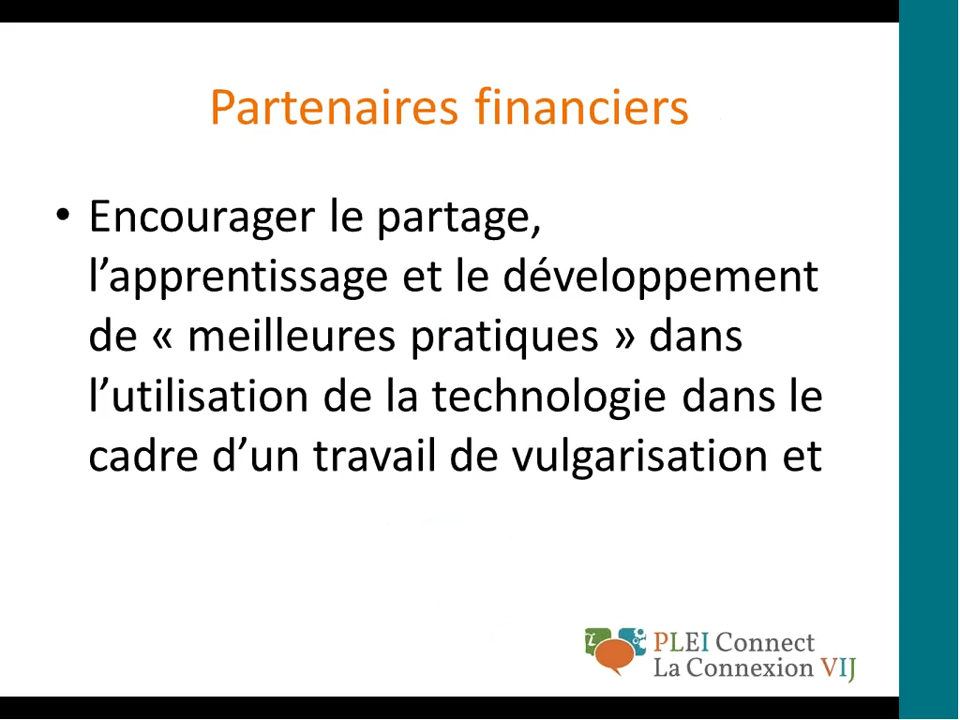 Partenaires financiers
• Encourager le partage,
l’apprentissage et le développement
de « meilleures pratiques » dans
l’utilisation de la technologie dans le
cadre d’un travail de vulgarisation et
PLEI Connect
La Connexion VIJ